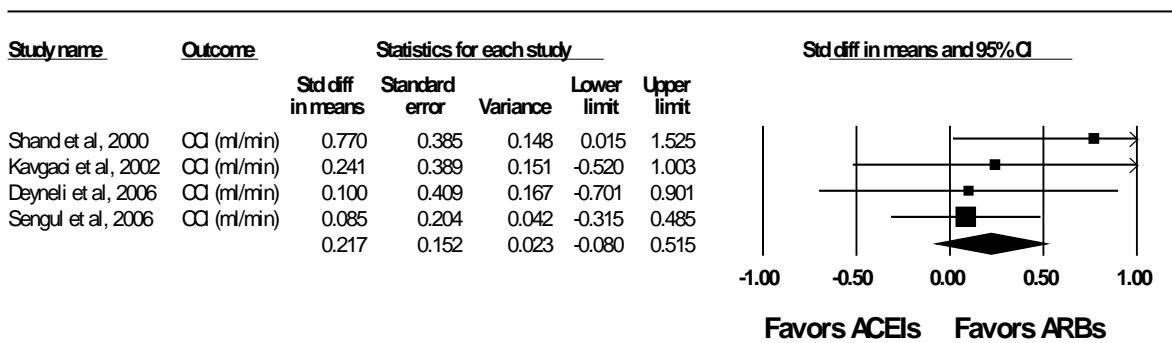 Study name Outcome Statistics for each study Std diff in means and 95% CI
Std diff Standard Lower Upper
in means error Variance limit limit
Shand et al, 2000 CCl (ml/min) 0.770 0.385 0.148 0.015 1.525
Kavgaci et al, 2002 CCl (ml/min) 0.241 0.389 0.151 -0.520 1.003
Deyneli et al, 2006 CCl (ml/min) 0.100 0.409 0.167 -0.701 0.901
Sengul et al, 2006 CCl (ml/min) 0.085 0.204 0.042 -0.315 0.485
0.217 0.152 0.023 -0.080 0.515
-1.00 -0.50 0.00 0.50 1.00
Favors ACEIs Favors ARBs